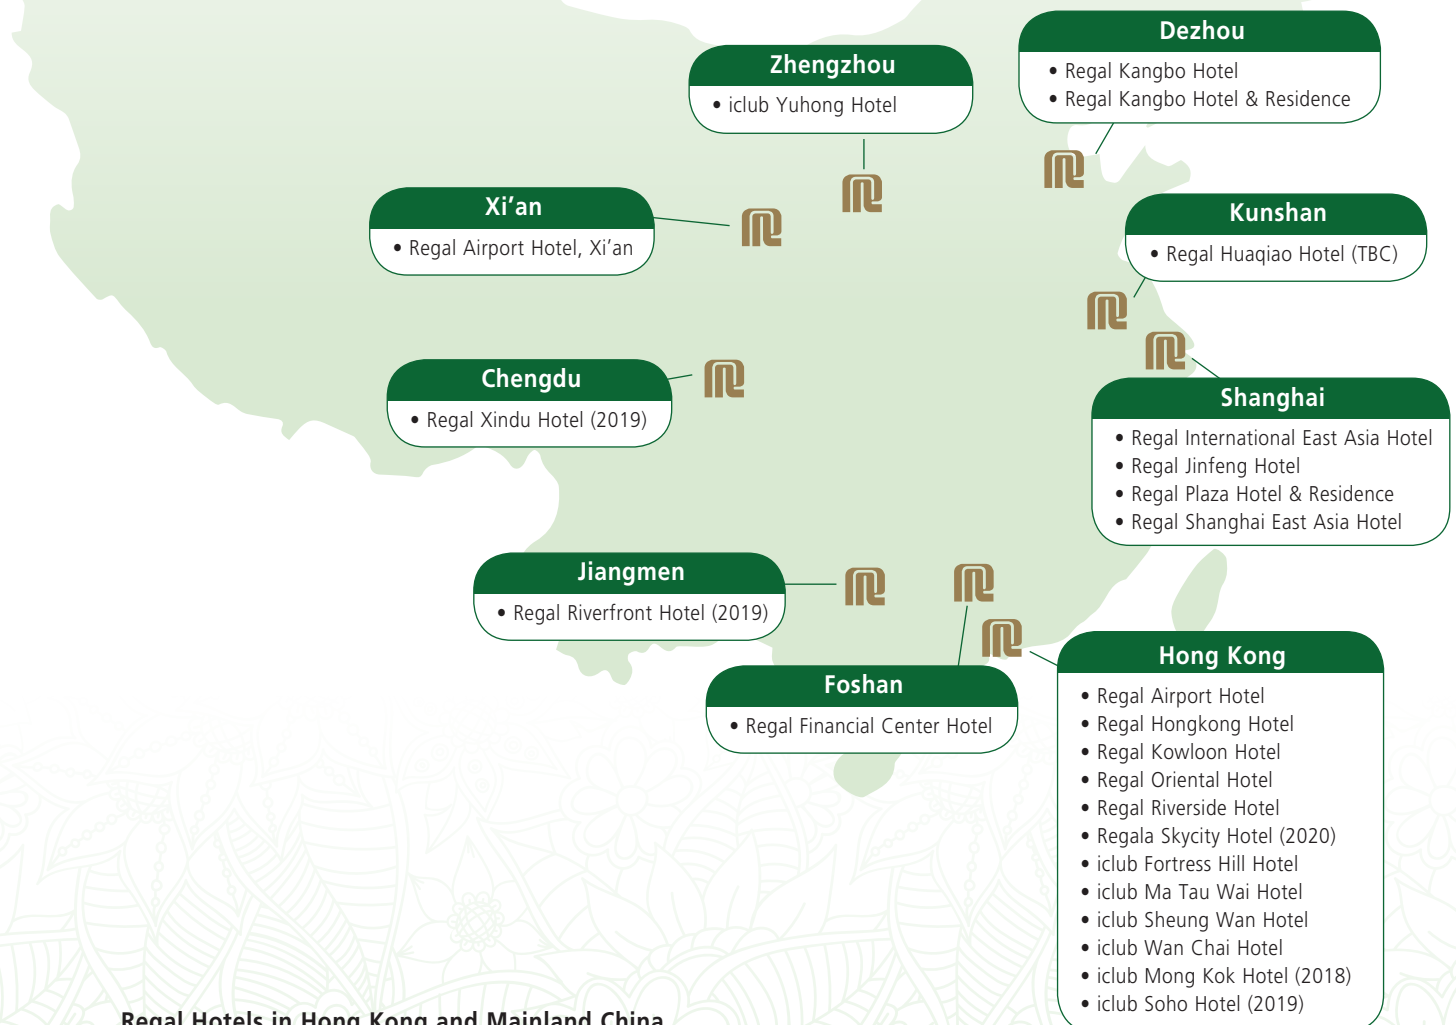 Dezhou
• Regal Kangbo Hotel
• Regal Kangbo Hotel & Residence
Zhengzhou
• iclub Yuhong Hotel
Xi’an
• Regal Airport Hotel, Xi’an
Kunshan
• Regal Huaqiao Hotel (TBC)
Chengdu
• Regal Xindu Hotel (2019)
Shanghai
• Regal International East Asia Hotel
• Regal Jinfeng Hotel
• Regal Plaza Hotel & Residence
• Regal Shanghai East Asia Hotel
Jiangmen
• Regal Riverfront Hotel (2019)
Foshan
• Regal Financial Center Hotel
Hong Kong
• Regal Airport Hotel
• Regal Hongkong Hotel
• Regal Kowloon Hotel
• Regal Oriental Hotel
• Regal Riverside Hotel
• Regala Skycity Hotel (2020)
• iclub Fortress Hill Hotel
• iclub Ma Tau Wai Hotel
• iclub Sheung Wan Hotel
• iclub Wan Chai Hotel
• iclub Mong Kok Hotel (2018)
• iclub Soho Hotel (2019)
Regal Hotels in Hong Kong and Mainland China